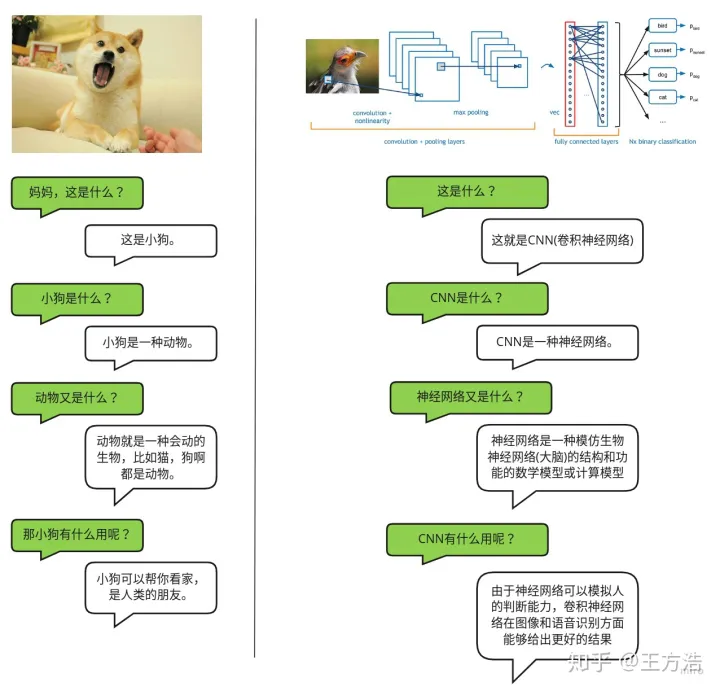 bird
P_bird
sunset
P_sunset
dog
P_dog
cat
P_cat
...
...
convolution +
nonlinearity
max pooling
vec
convolution + pooling layers
fully connected layers
Nx binary classification
妈妈，这是什么？
这是小狗。
小狗是什么？
小狗是一种动物。
动物又是什么？
动物就是一种会动的
生物，比如猫，狗啊
都是动物。
那小狗有什么用呢？
小狗可以帮你看家，
是人类的朋友。
这是什么？
这就是CNN(卷积神经网络)
CNN是什么？
CNN是一种神经网络。
神经网络又是什么？
神经网络是一种模仿生物
神经网络(大脑)的结构和功
能的数学模型或计算模型
CNN有什么用呢？
由于神经网络可以模拟人
的判断能力，卷积神经网
络在图像和语音识别方面
能够给出更好的结果
知乎 @王方浩
miro